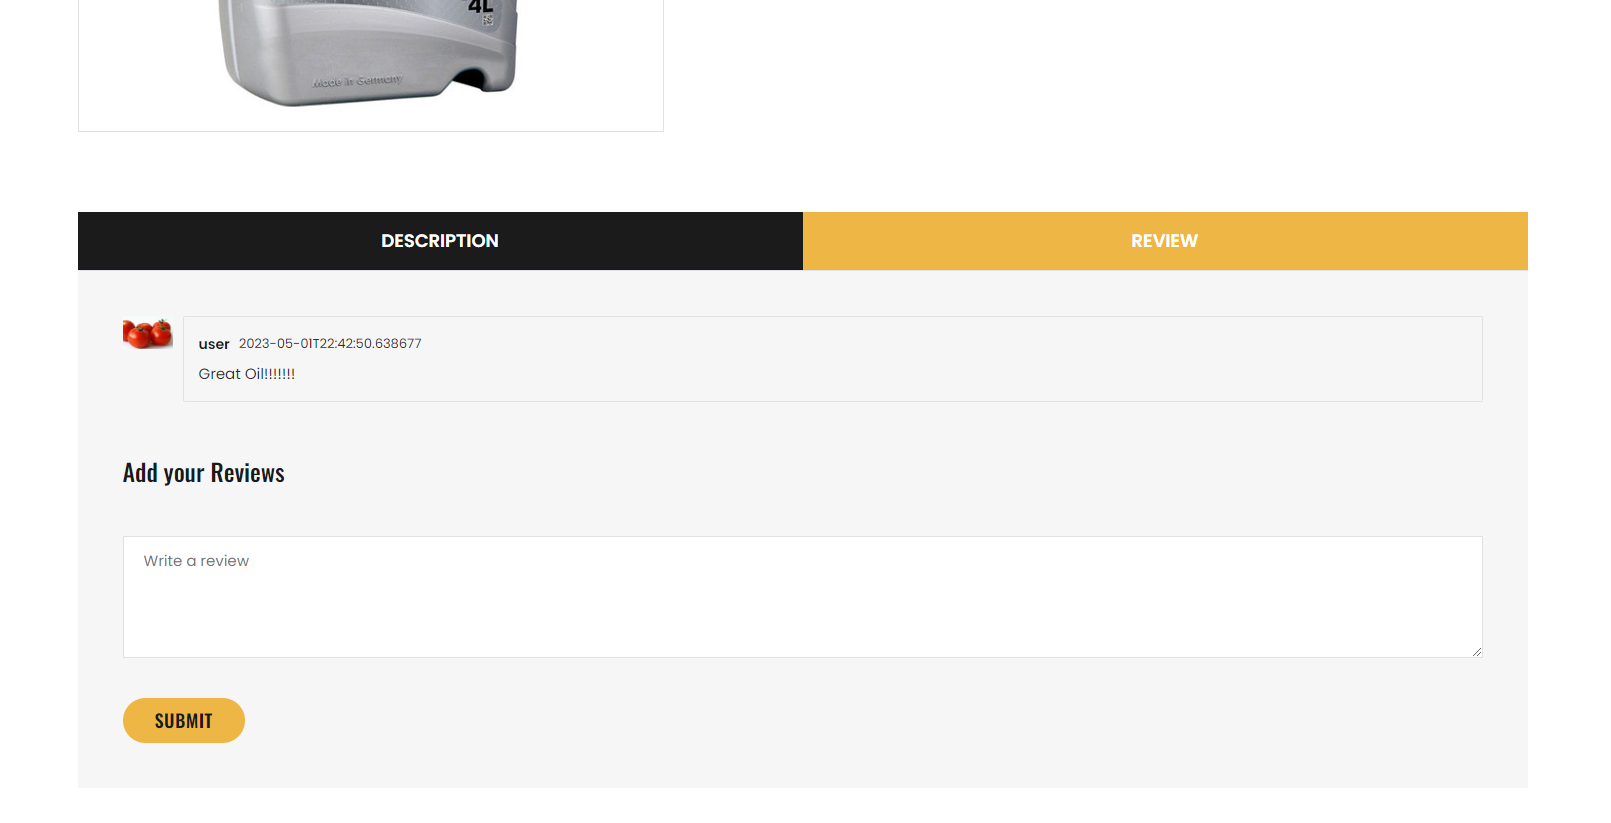 4L
Made in Germany
DESCRIPTION
REVIEW
user 2023-05-01T22:42:50.638677
Great Oil!!!!!!!
Add your Reviews
Write a review
SUBMIT